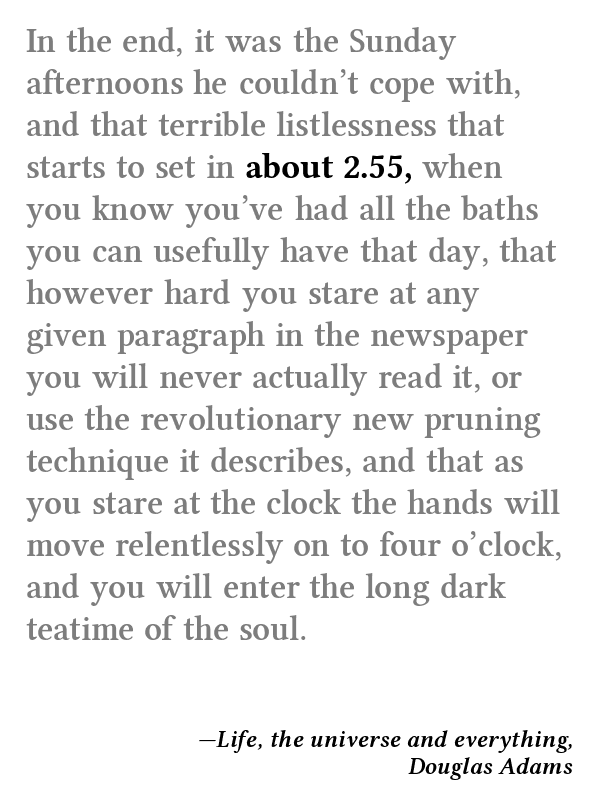 In the end, it was the Sunday
afternoons he couldn’t cope with,
and that terrible listlessness that
starts to set in about 2.55, when
you know you’ve had all the baths
you can usefully have that day, that
however hard you stare at any
given paragraph in the newspaper
you will never actually read it, or
use the revolutionary new pruning
technique it describes, and that as
you stare at the clock the hands will
move relentlessly on to four o’clock,
and you will enter the long dark
teatime of the soul.
—Life, the universe and everything,
Douglas Adams